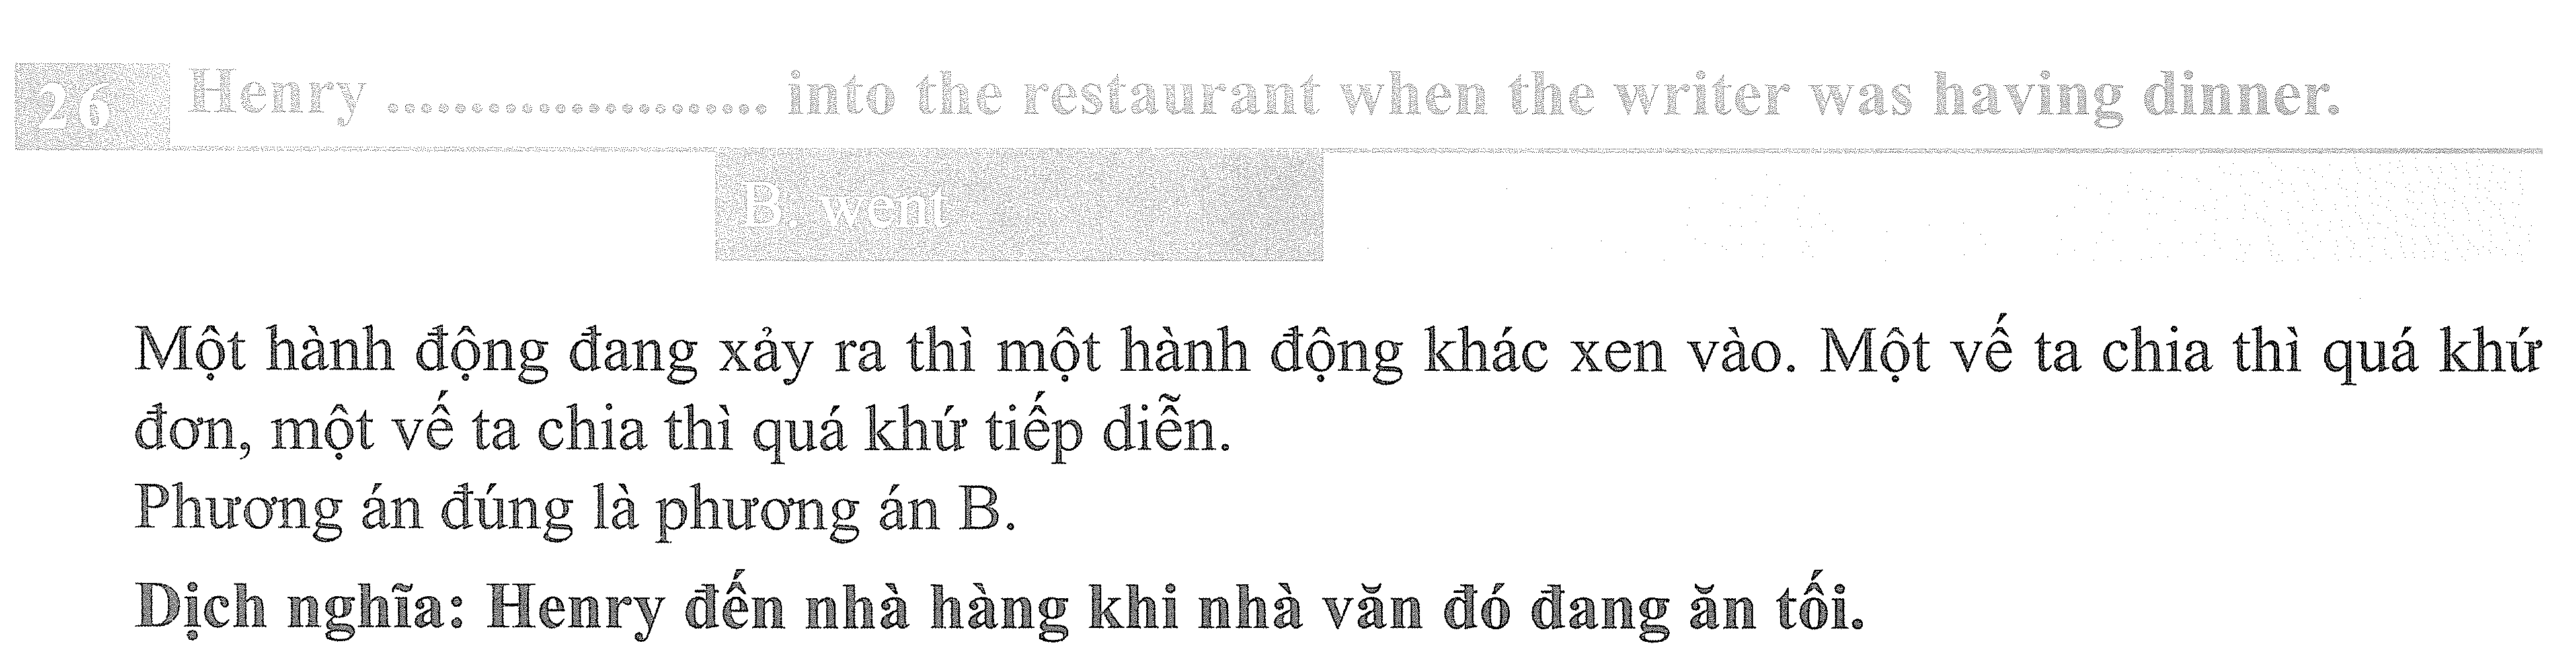 26 Henry ...................... into the restaurant when the writer was having dinner.
B. went
Một hành động đang xảy ra thì một hành động khác xen vào. Một vế ta chia thì quá khứ
đơn, một vế ta chia thì quá khứ tiếp diễn.
Phương án đúng là phương án B.
Dịch nghĩa: Henry đến nhà hàng khi nhà văn đó đang ăn tối.